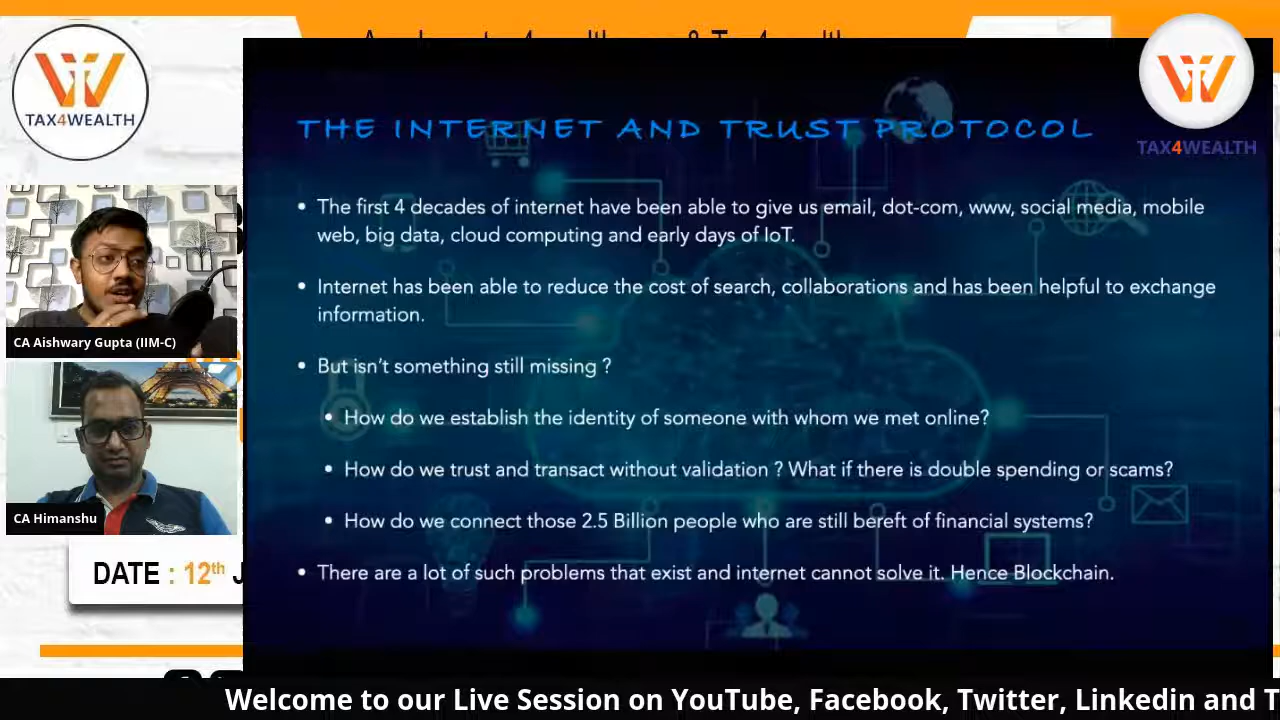 TAX4WEALTH
TAX4WEALTH
THE INTERNET AND TRUST PROTOCOL
• The first 4 decades of internet have been able to give us email, dot-com, www, social media, mobile
web, big data, cloud computing and early days of IoT.
• Internet has been able to reduce the cost of search, collaborations and has been helpful to exchange
information.
• But isn't something still missing ?
• How do we establish the identity of someone with whom we met online?
• How do we trust and transact without validation ? What if there is double spending or scams?
• How do we connect those 2.5 Billion people who are still bereft of financial systems?
• There are a lot of such problems that exist and internet cannot solve it. Hence Blockchain.
CA Aishwary Gupta (IIM-C)
CA Himanshu
DATE : 12th J
Welcome to our Live Session on YouTube, Facebook, Twitter, Linkedin and T